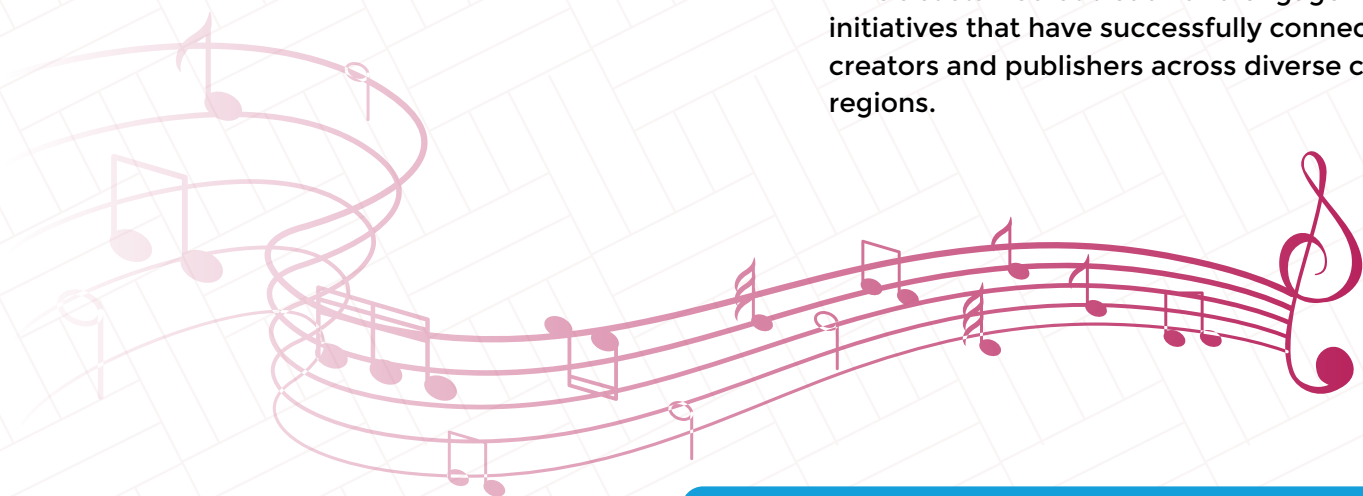 initiatives that have successfully connec
creators and publishers across diverse c
regions.